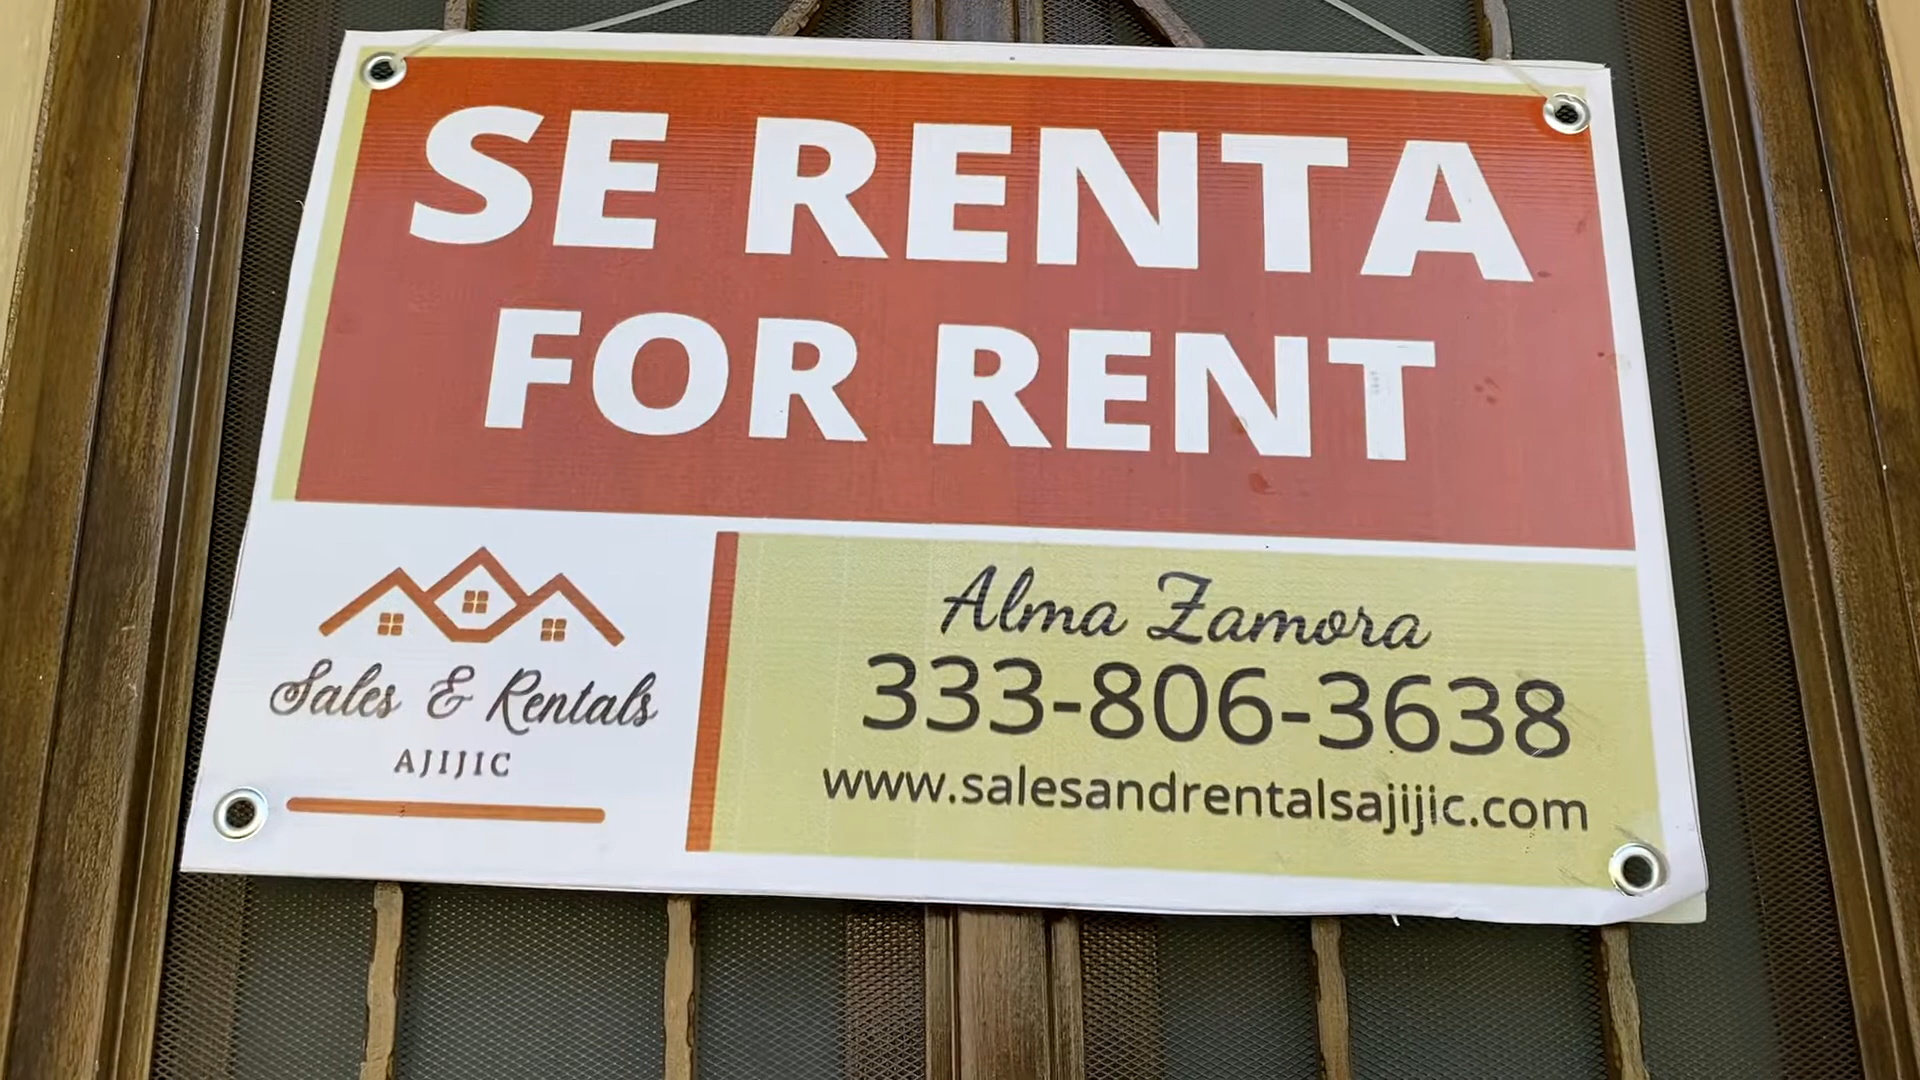 SE RENTA
FOR RENT
Sales & Rentals
AJIJIC
Alma Zamora
333-806-3638
www.salesandrentalsajijic.com